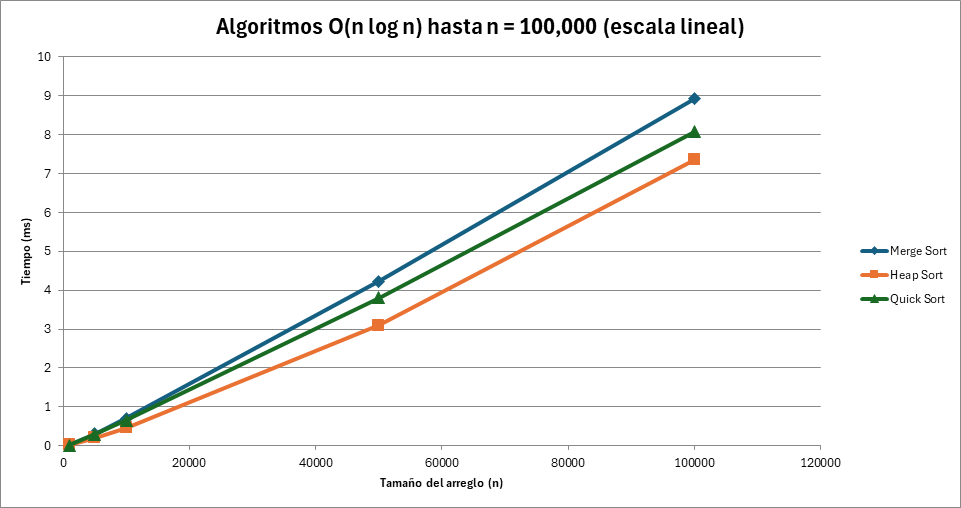 Algoritmos O(n log n) hasta n = 100,000 (escala lineal)
10
9
8
7
6
5
4
3
2
1
0
Tiempo (ms)
0 20000 40000 60000 80000 100000 120000
Tamaño del arreglo (n)
Merge Sort
Heap Sort
Quick Sort